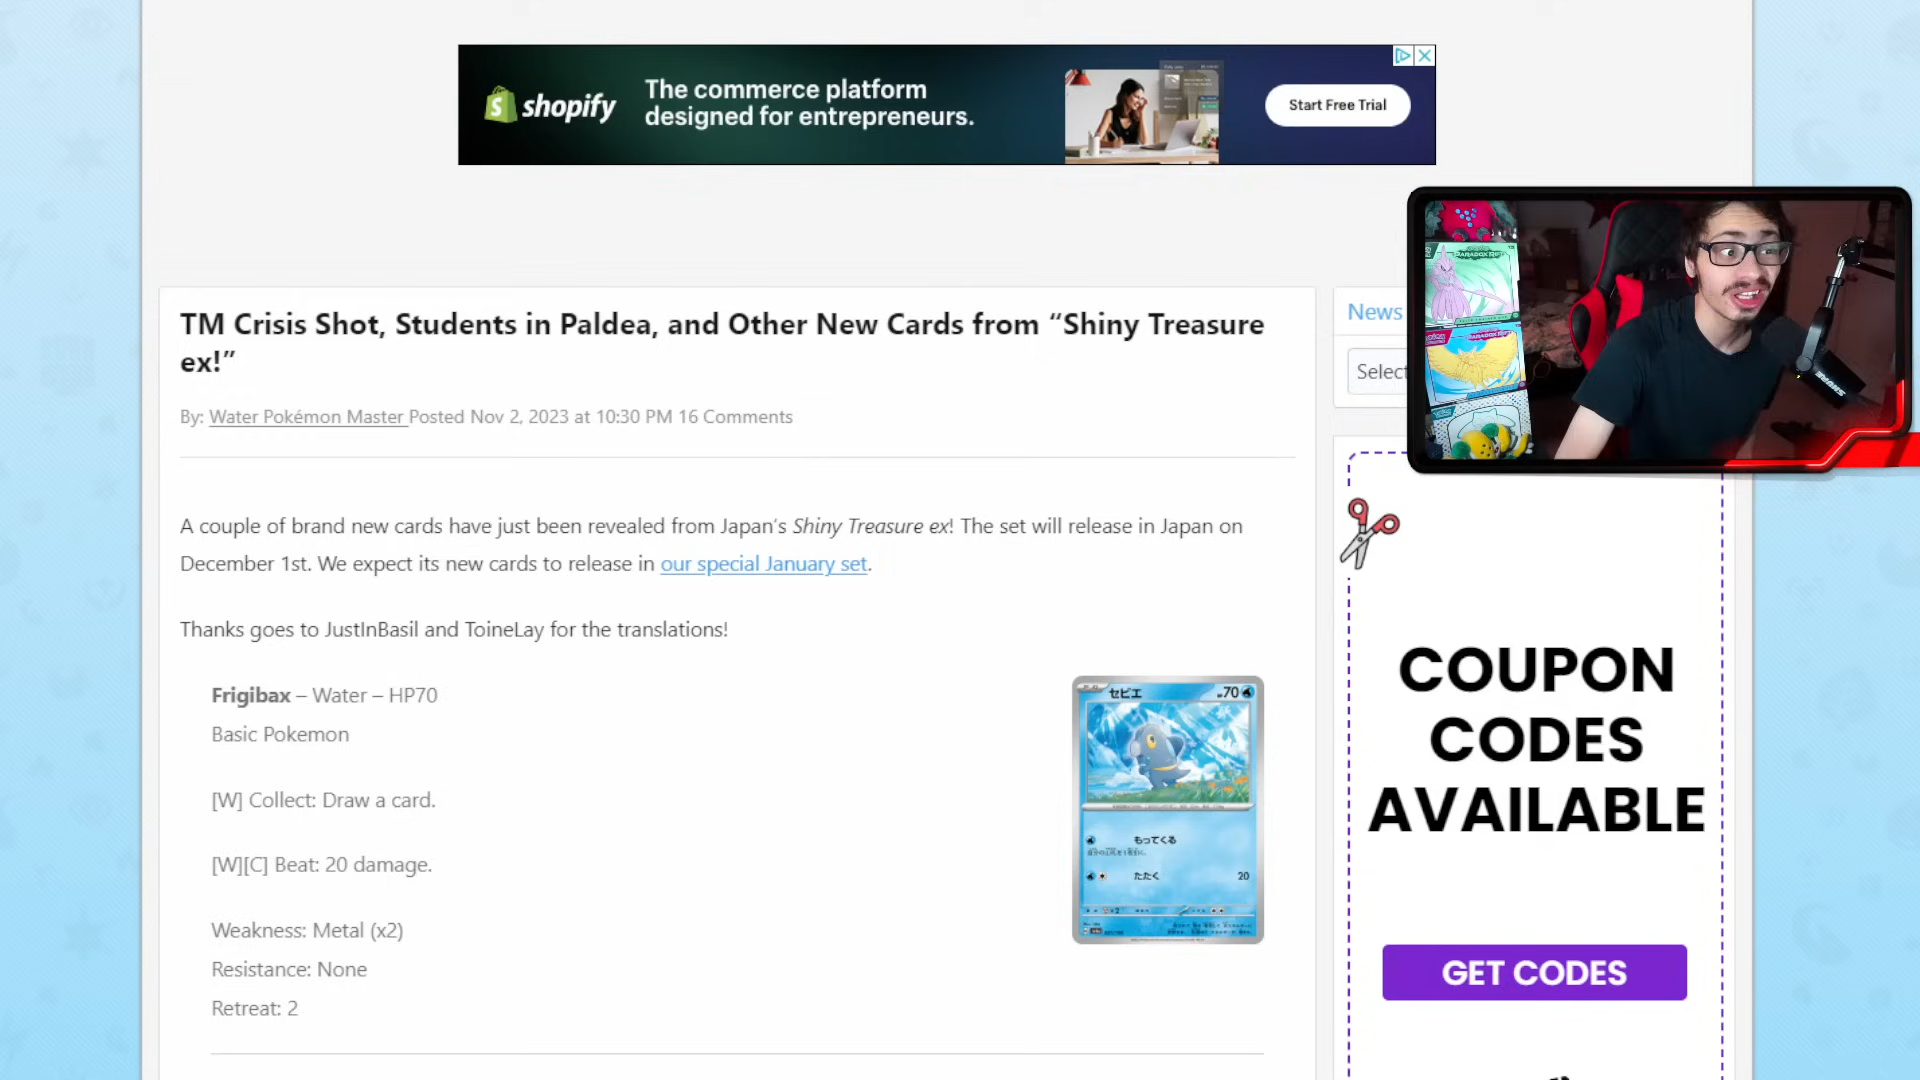 shopify
The commerce platform
designed for entrepreneurs.
Start Free Trial
TM Crisis Shot, Students in Paldea, and Other New Cards from “Shiny Treasure
ex!”
By: Water Pokémon Master Posted Nov 2, 2023 at 10:30 PM 16 Comments
News
Select
PARADOX RIFT
PARADOX RIFT
A couple of brand new cards have just been revealed from Japan’s Shiny Treasure ex! The set will release in Japan on
December 1st. We expect its new cards to release in our special January set.
Thanks goes to JustInBasil and ToineLay for the translations!
Frigibax – Water – HP70
Basic Pokemon
[W] Collect: Draw a card.
[W][C] Beat: 20 damage.
Weakness: Metal (x2)
Resistance: None
Retreat: 2
セビエ
70
もってくる
たたく
20
COUPON
CODES
AVAILABLE
GET CODES